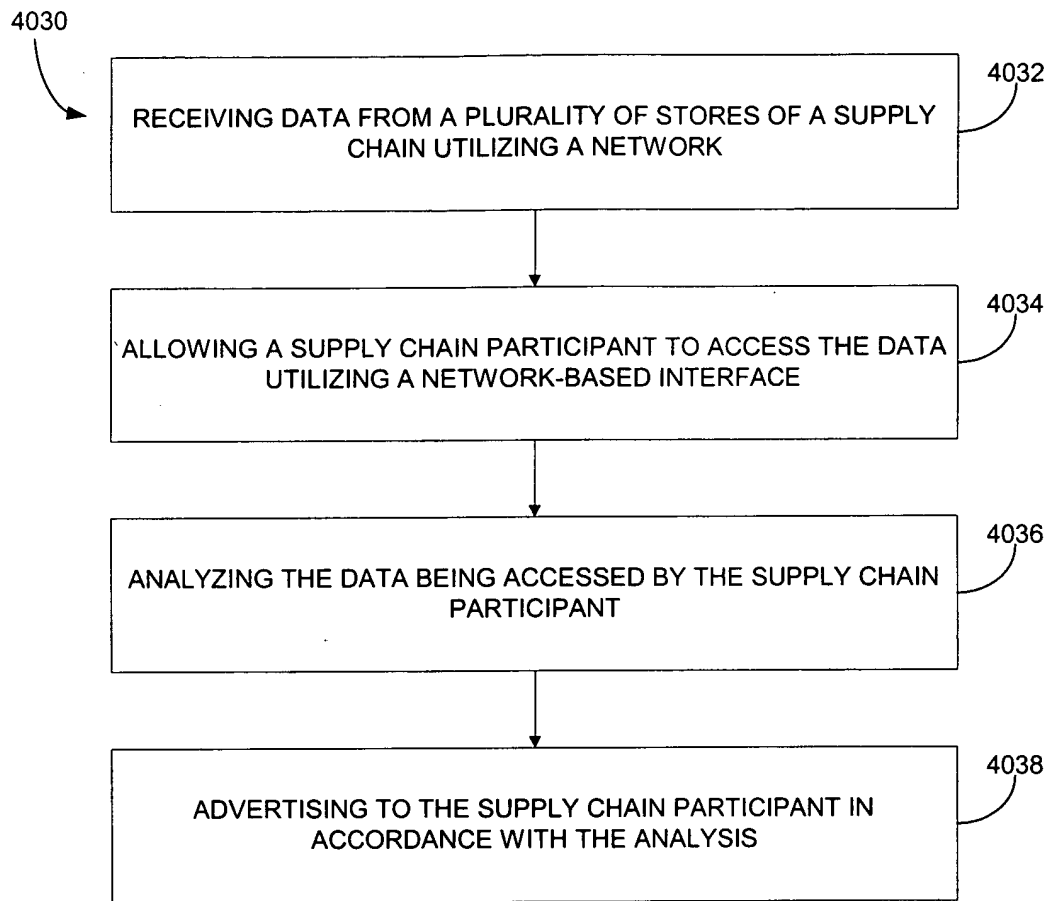 4030
4032
RECEIVING DATA FROM A PLURALITY OF STORES OF A SUPPLY
CHAIN UTILIZING A NETWORK
4034
ALLOWING A SUPPLY CHAIN PARTICIPANT TO ACCESS THE DATA
UTILIZING A NETWORK-BASED INTERFACE
4036
ANALYZING THE DATA BEING ACCESSED BY THE SUPPLY CHAIN
PARTICIPANT
4038
ADVERTISING TO THE SUPPLY CHAIN PARTICIPANT IN
ACCORDANCE WITH THE ANALYSIS